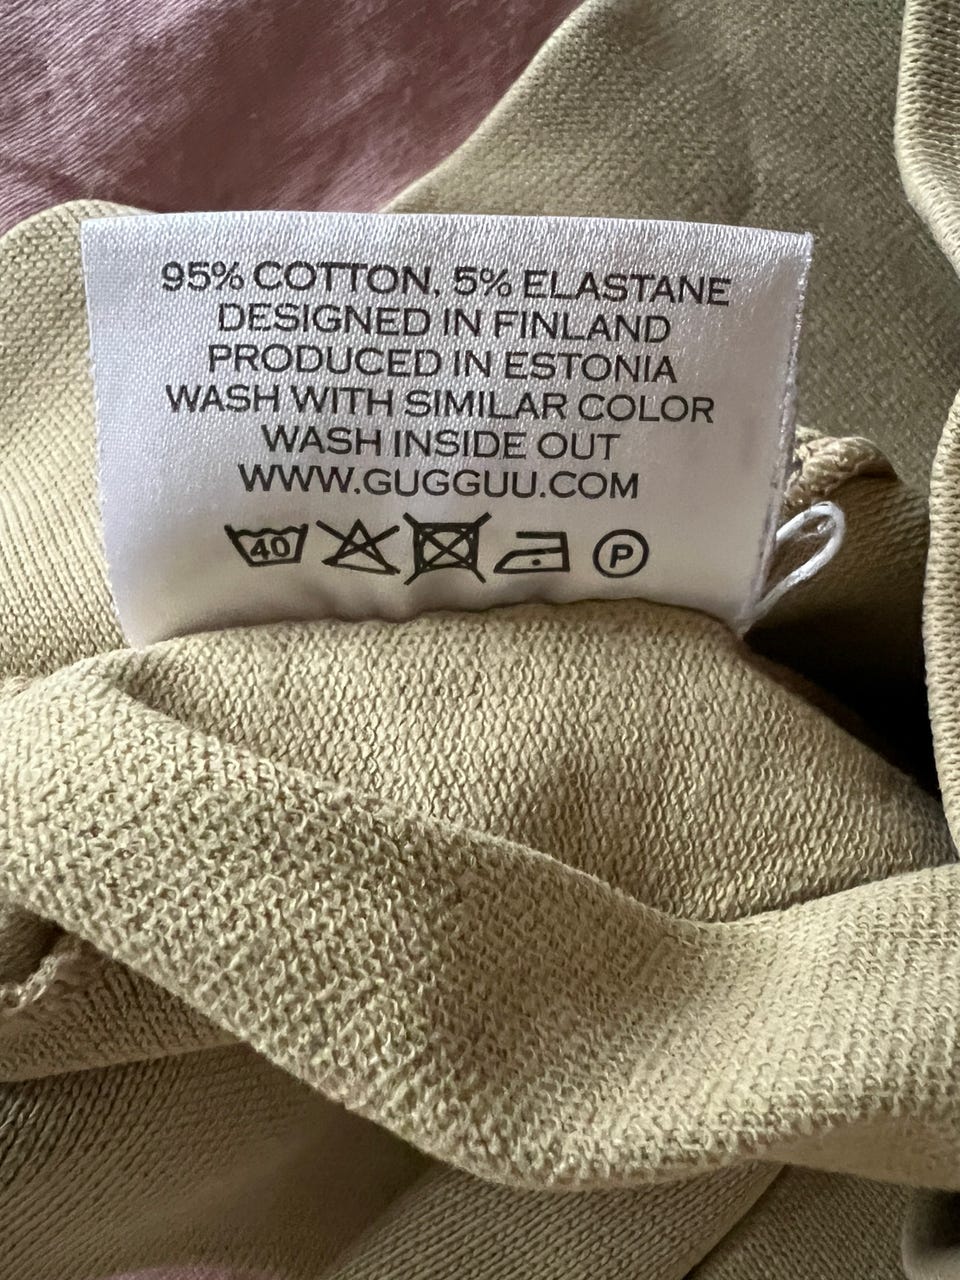 95% COTTON, 5% ELASTANE
DESIGNED IN FINLAND
PRODUCED IN ESTONIA
WASH WITH SIMILAR COLOR
WASH INSIDE OUT
WWW.GUGGUU.COM
40 P